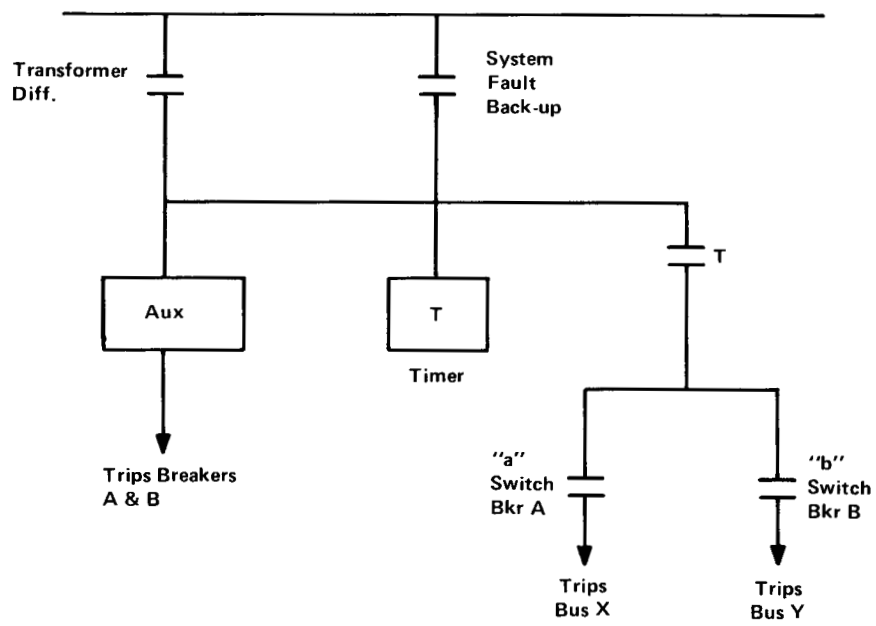 Transformer
Diff.
System
Fault
Back-up
T
Aux
T
Timer
Trips Breakers
A & B
"a"
Switch
Bkr A
"b"
Switch
Bkr B
Trips
Bus X
Trips
Bus Y